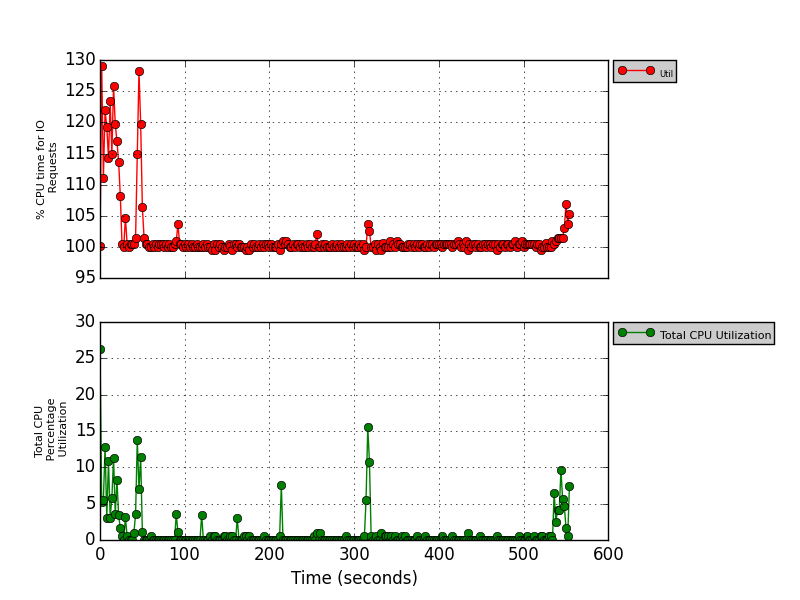 130
125
120
115
110
105
100
95
% CPU time for IO
Requests
Util
30
25
20
15
10
5
0
Total CPU
Percentage
Utilization
Total CPU Utilization
0 100 200 300 400 500 600
Time (seconds)